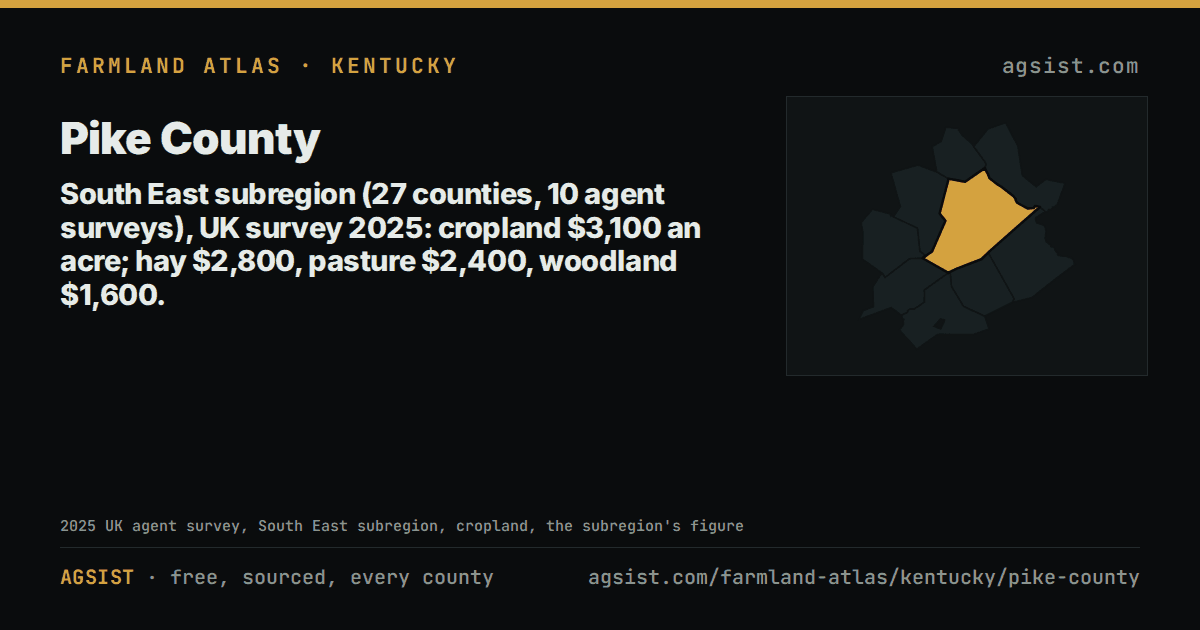 FARMLAND ATLAS · KENTUCKY
agsist.com
Pike County
South East subregion (27 counties, 10 agent
surveys), UK survey 2025: cropland $3,100 an
acre; hay $2,800, pasture $2,400, woodland
$1,600.
2025 UK agent survey, South East subregion, cropland, the subregion's figure
AGSIST · free, sourced, every county
agsist.com/farmland-atlas/kentucky/pike-county